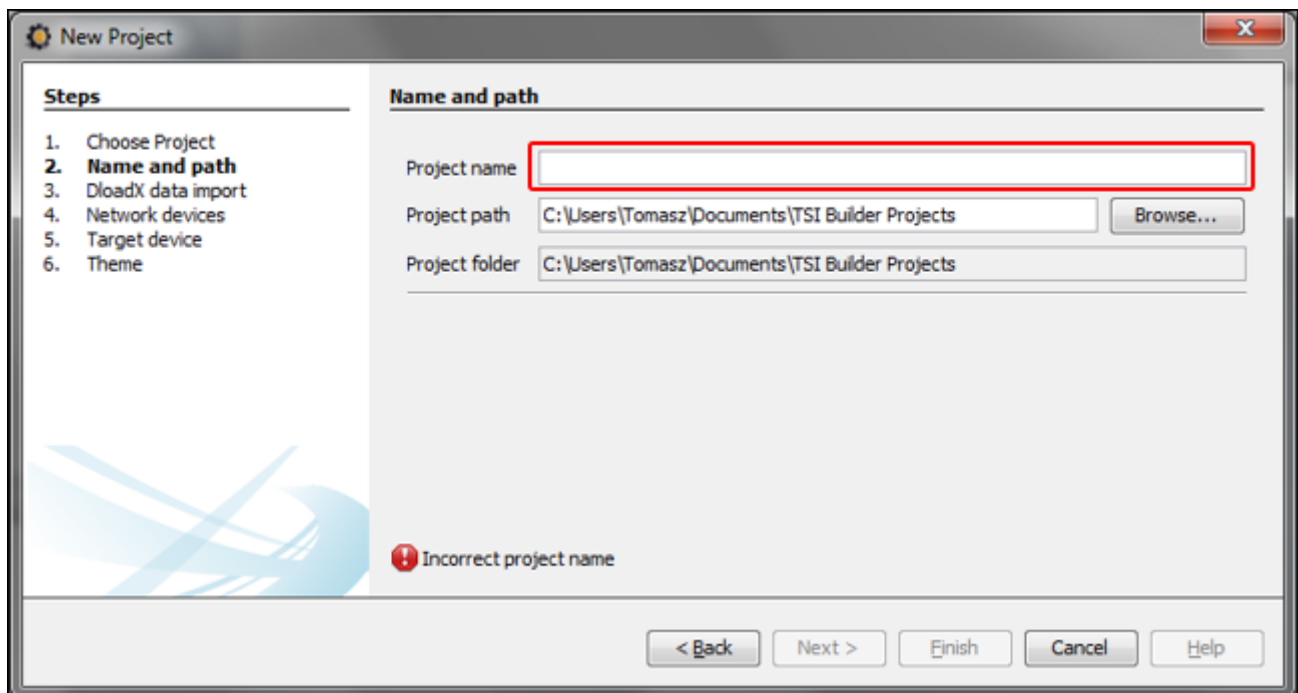 New Project
Steps
1. Choose Project
2. Name and path
3. DloadX data import
4. Network devices
5. Target device
6. Theme
Name and path
Project name
Project path C:\Users\Tomasz\Documents\TSI Builder Projects Browse...
Project folder C:\Users\Tomasz\Documents\TSI Builder Projects
Incorrect project name
< Back Next > Finish Cancel Help